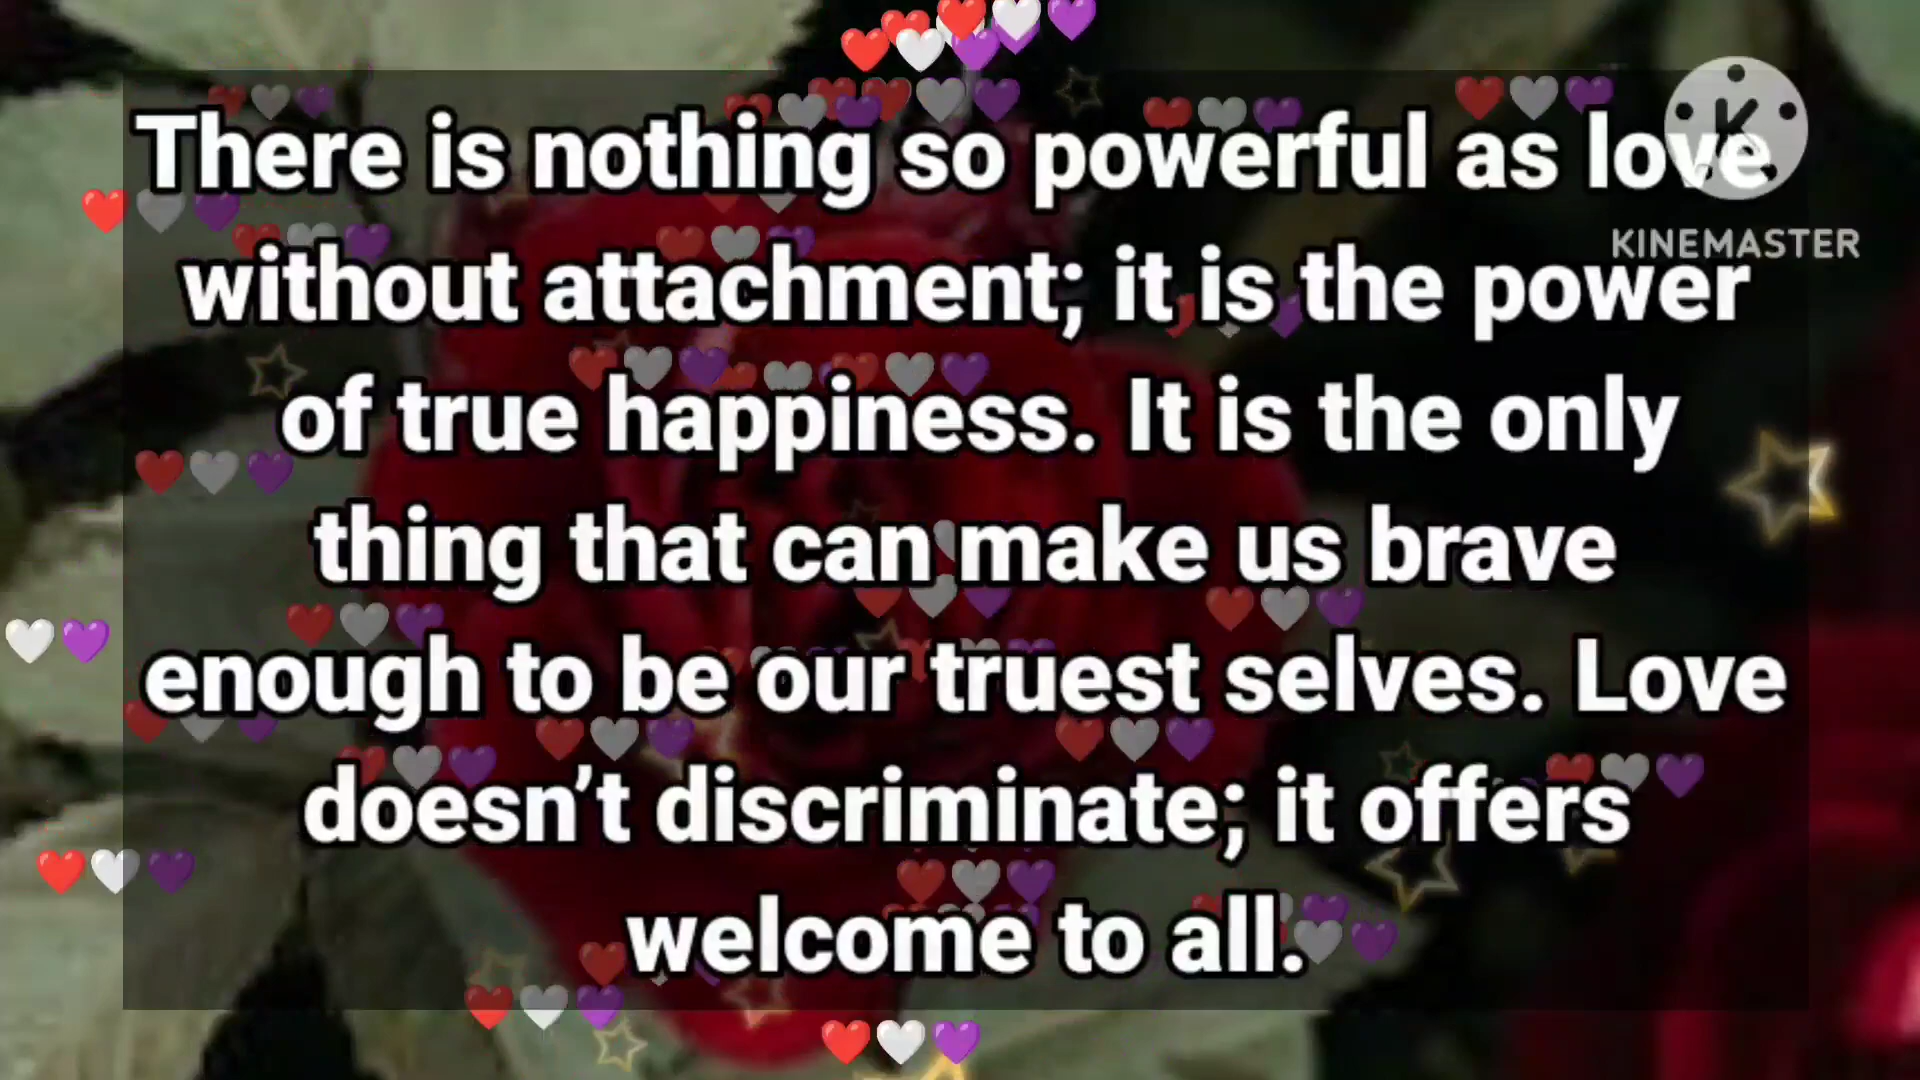 There is nothing so powerful as love
without attachment; it is the power
of true happiness. It is the only
thing that can make us brave
enough to be our truest selves. Love
doesn’t discriminate; it offers
welcome to all.
K
KINEMASTER